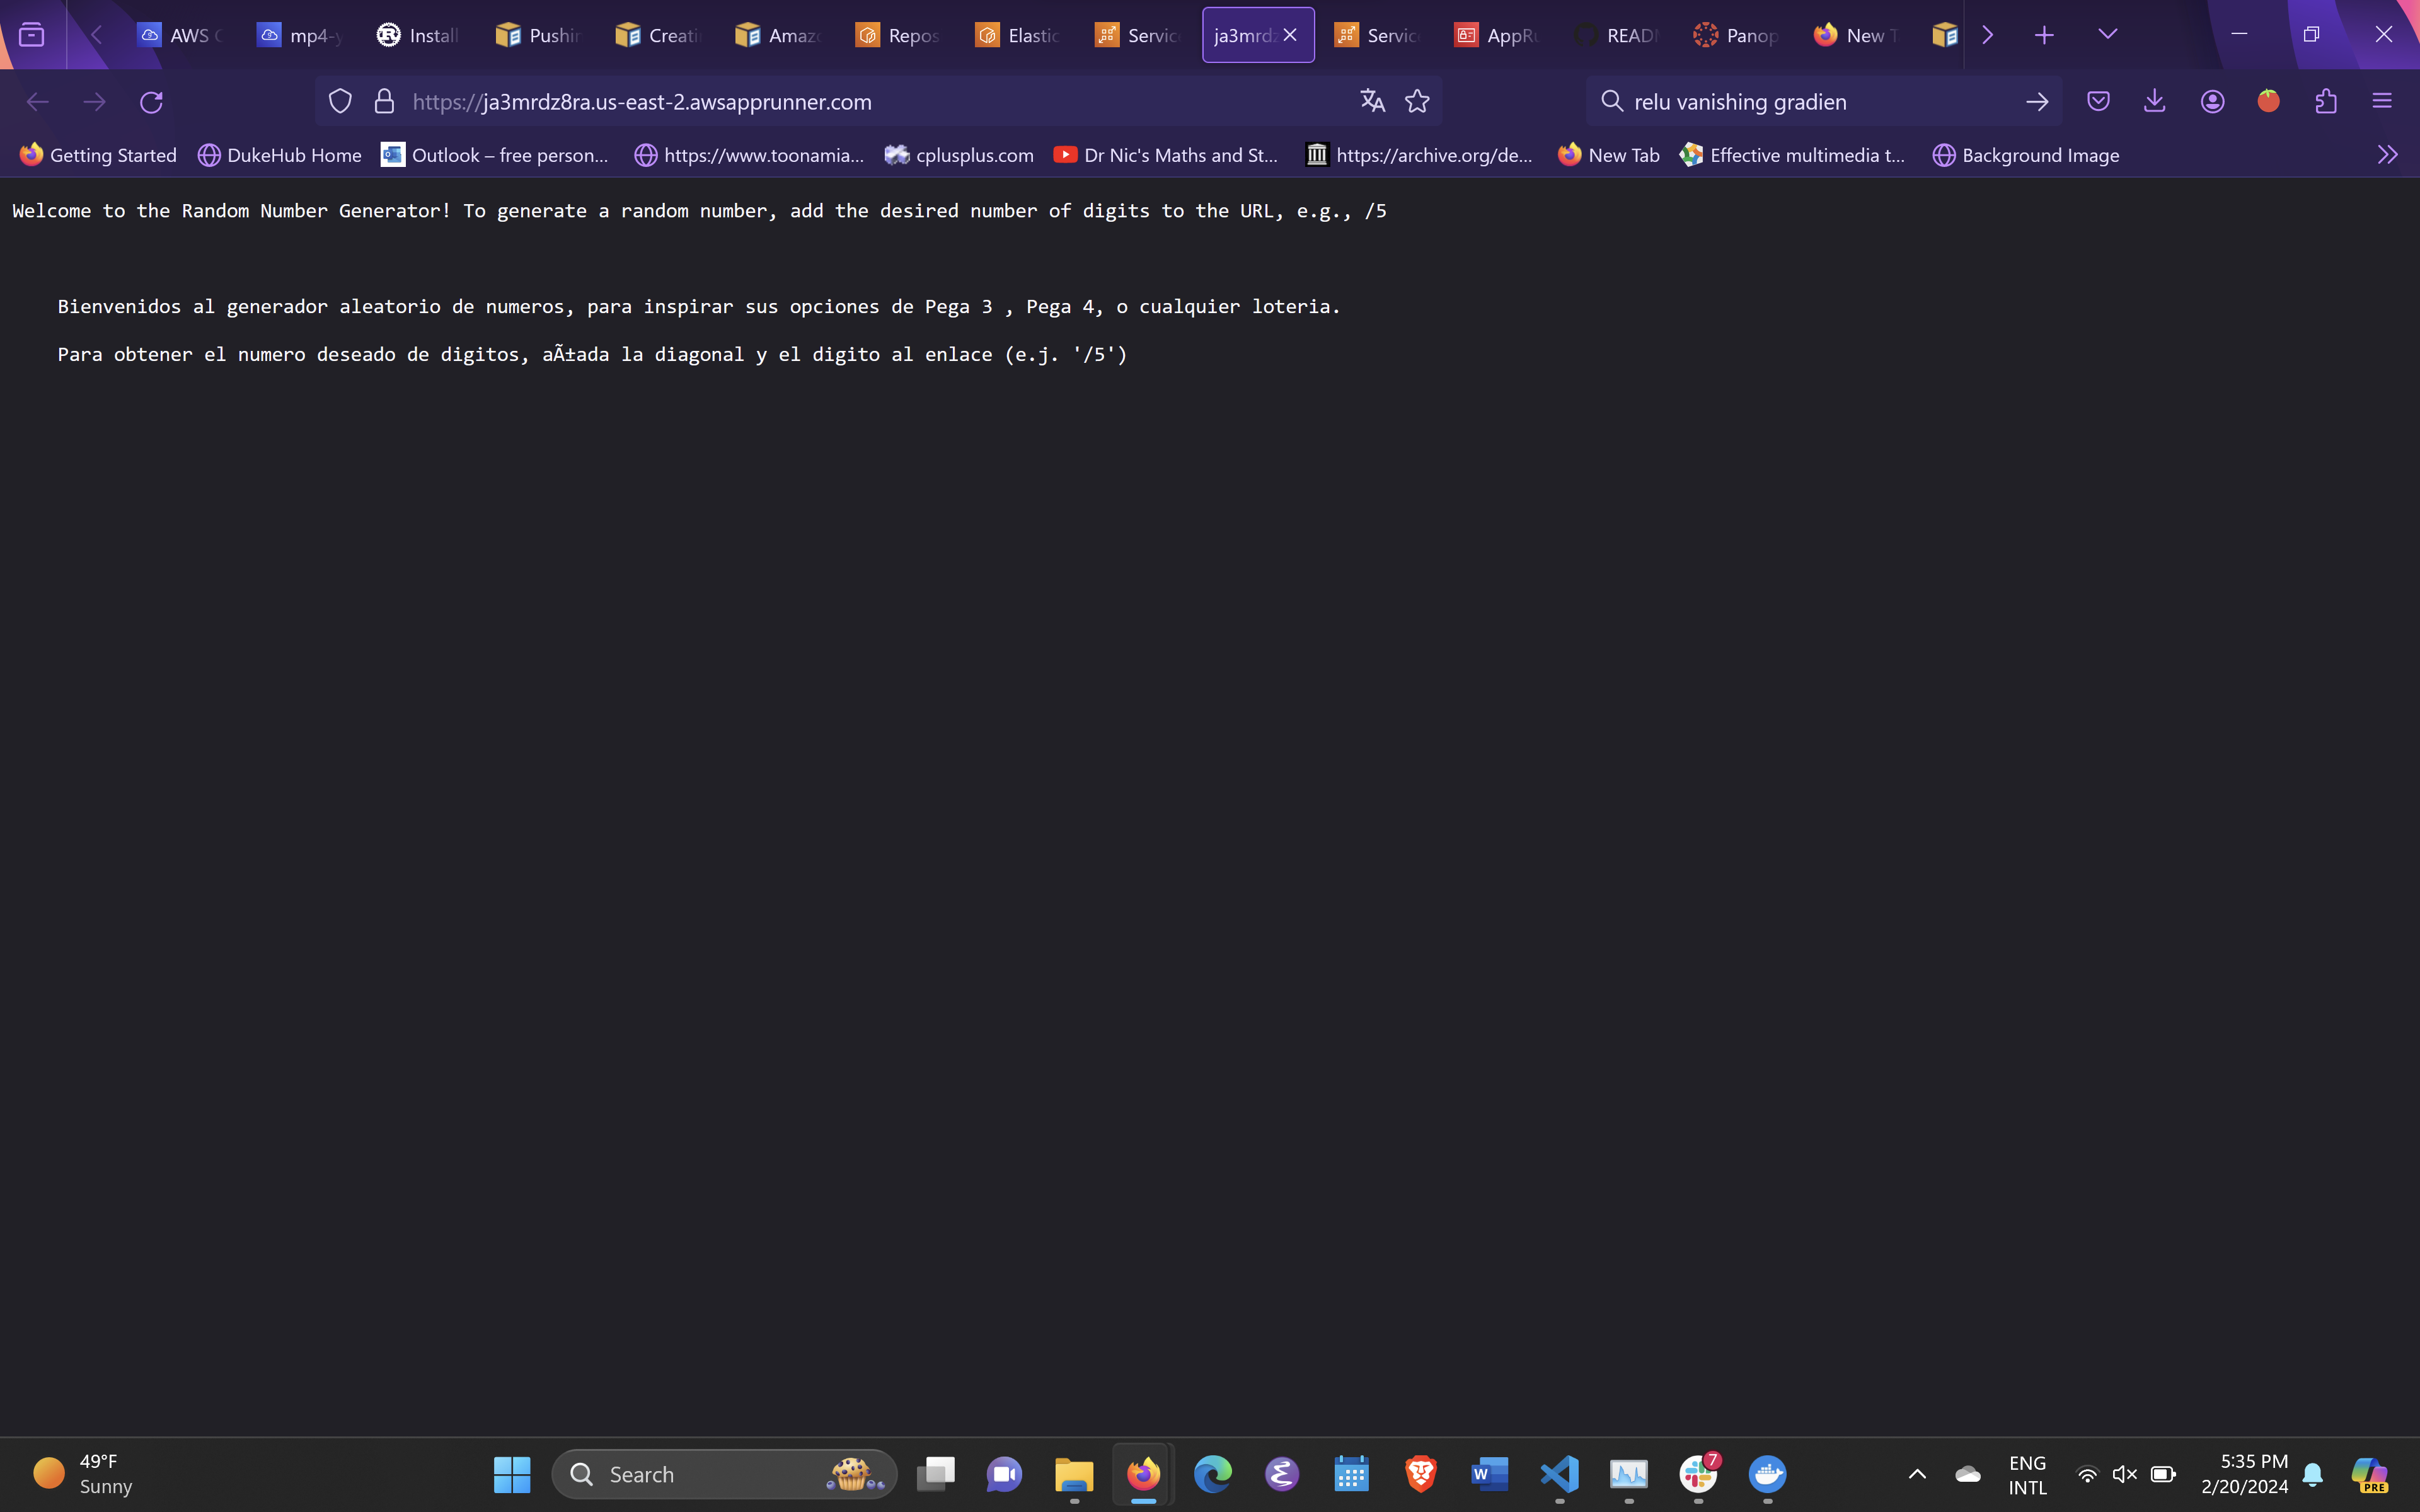 AWS
mp4-y
Install
Pushin
Creati
Amaz
Repos
Elastic
Servic
ja3mrdz
Servic
AppRu
READ
Panop
New T
https://ja3mrdz8ra.us-east-2.awsapprunner.com
relu vanishing gradien
Getting Started
DukeHub Home
Outlook – free person...
https://www.toonamia...
cplusplus.com
Dr Nic's Maths and St...
https://archive.org/de...
New Tab
Effective multimedia t...
Background Image
Welcome to the Random Number Generator! To generate a random number, add the desired number of digits to the URL, e.g., /5
Bienvenidos al generador aleatorio de numeros, para inspirar sus opciones de Pega 3 , Pega 4, o cualquier loteria.
Para obtener el numero deseado de digitos, aÃ±ada la diagonal y el digito al enlace (e.j. '/5')
49°F
Sunny
Search
W
7
ENG
INTL
5:35 PM
2/20/2024
PRE